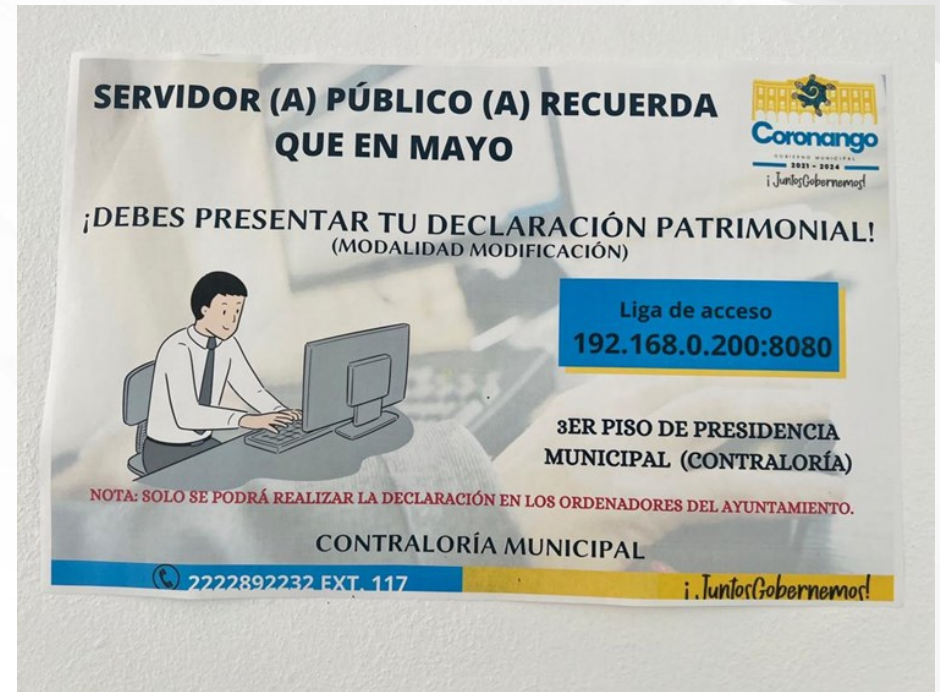 SERVIDOR (A) PÚBLICO (A) RECUERDA
QUE EN MAYO
Coronango
GOBIERNO MUNICIPAL
2021 - 2024
¡JuntosGobernemos!
¡DEBES PRESENTAR TU DECLARACIÓN PATRIMONIAL!
(MODALIDAD MODIFICACIÓN)
Liga de acceso
192.168.0.200:8080
3ER PISO DE PRESIDENCIA
MUNICIPAL (CONTRALORÍA)
NOTA: SOLO SE PODRÁ REALIZAR LA DECLARACIÓN EN LOS ORDENADORES DEL AYUNTAMIENTO.
CONTRALORÍA MUNICIPAL
2222892232 EXT. 117
¡JuntosGobernemos!